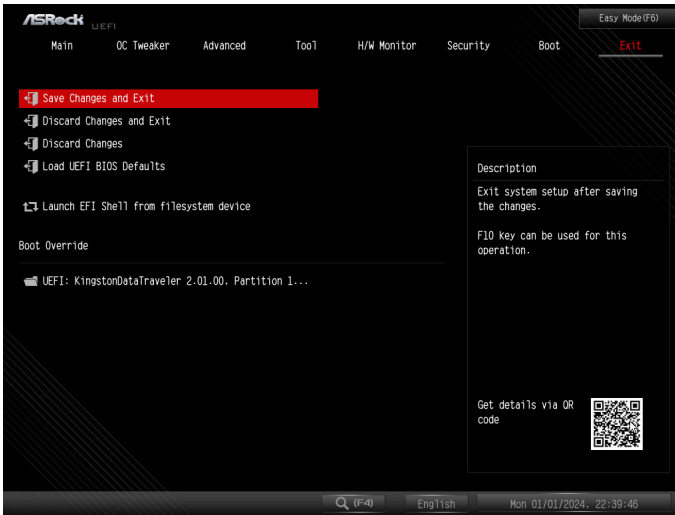 ASRock UEFI
Easy Mode(F6)
Main OC Tweaker Advanced Tool H/W Monitor Security Boot Exit
Save Changes and Exit
Discard Changes and Exit
Discard Changes
Load UEFI BIOS Defaults
Launch EFI Shell from filesystem device
Boot Override
UEFI: KingstonDataTraveler 2.01.00, Partition 1...
Description
Exit system setup after saving
the changes.
F10 key can be used for this
operation.
Get details via QR
code
(F4) English Mon 01/01/2024, 22:39:46